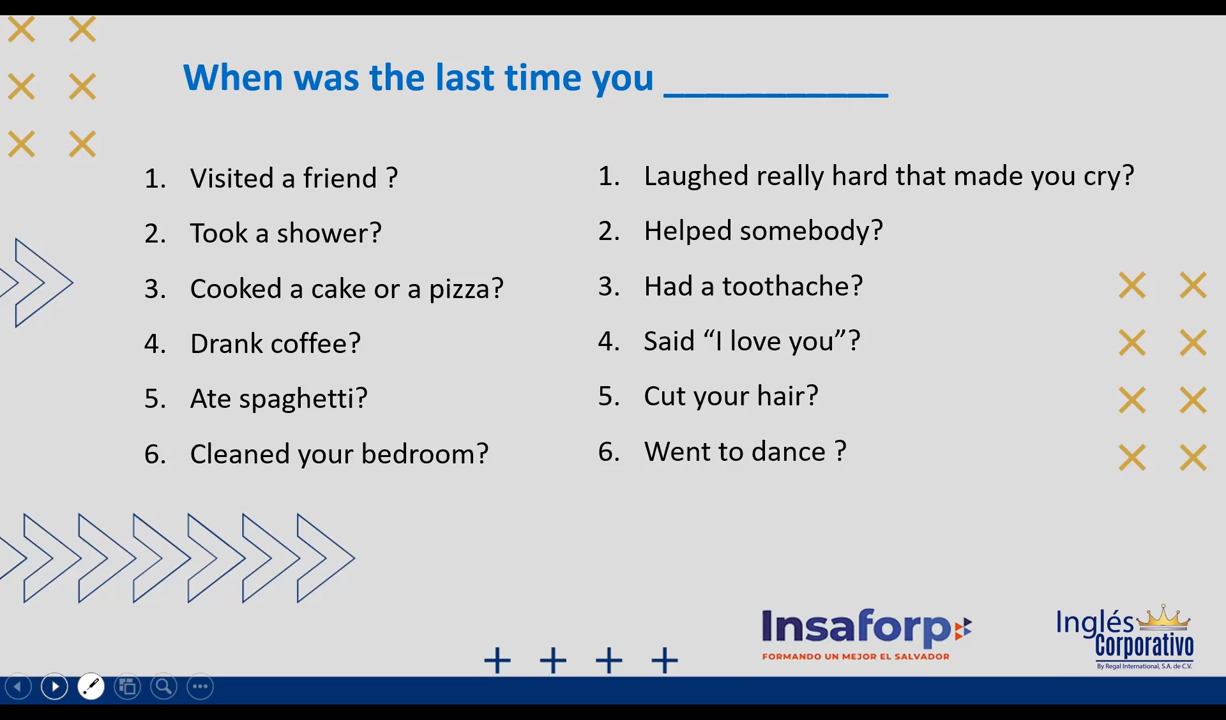 When was the last time you ___________
1. Visited a friend ?
2. Took a shower?
3. Cooked a cake or a pizza?
4. Drank coffee?
5. Ate spaghetti?
6. Cleaned your bedroom?
1. Laughed really hard that made you cry?
2. Helped somebody?
3. Had a toothache?
4. Said “I love you”?
5. Cut your hair?
6. Went to dance ?
Insaforp
FORMANDO UN MEJOR EL SALVADOR
Inglés
Corporativo
By Regal International, S.A. de C.V.